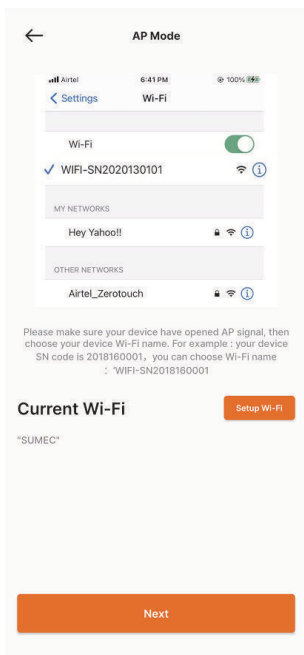 AP Mode
Airtel 6:41 PM 100%
Settings Wi-Fi
Wi-Fi
WIFI-SN2020130101
MY NETWORKS
Hey Yahoo!!
OTHER NETWORKS
Airtel_Zerotouch
Please make sure your device have opened AP signal, then
choose your device Wi-Fi name. For example : your device
SN code is 2018160001，you can choose Wi-Fi name
： 'WIFI-SN2018160001
Current Wi-Fi
Setup Wi-Fi
"SUMEC"
Next